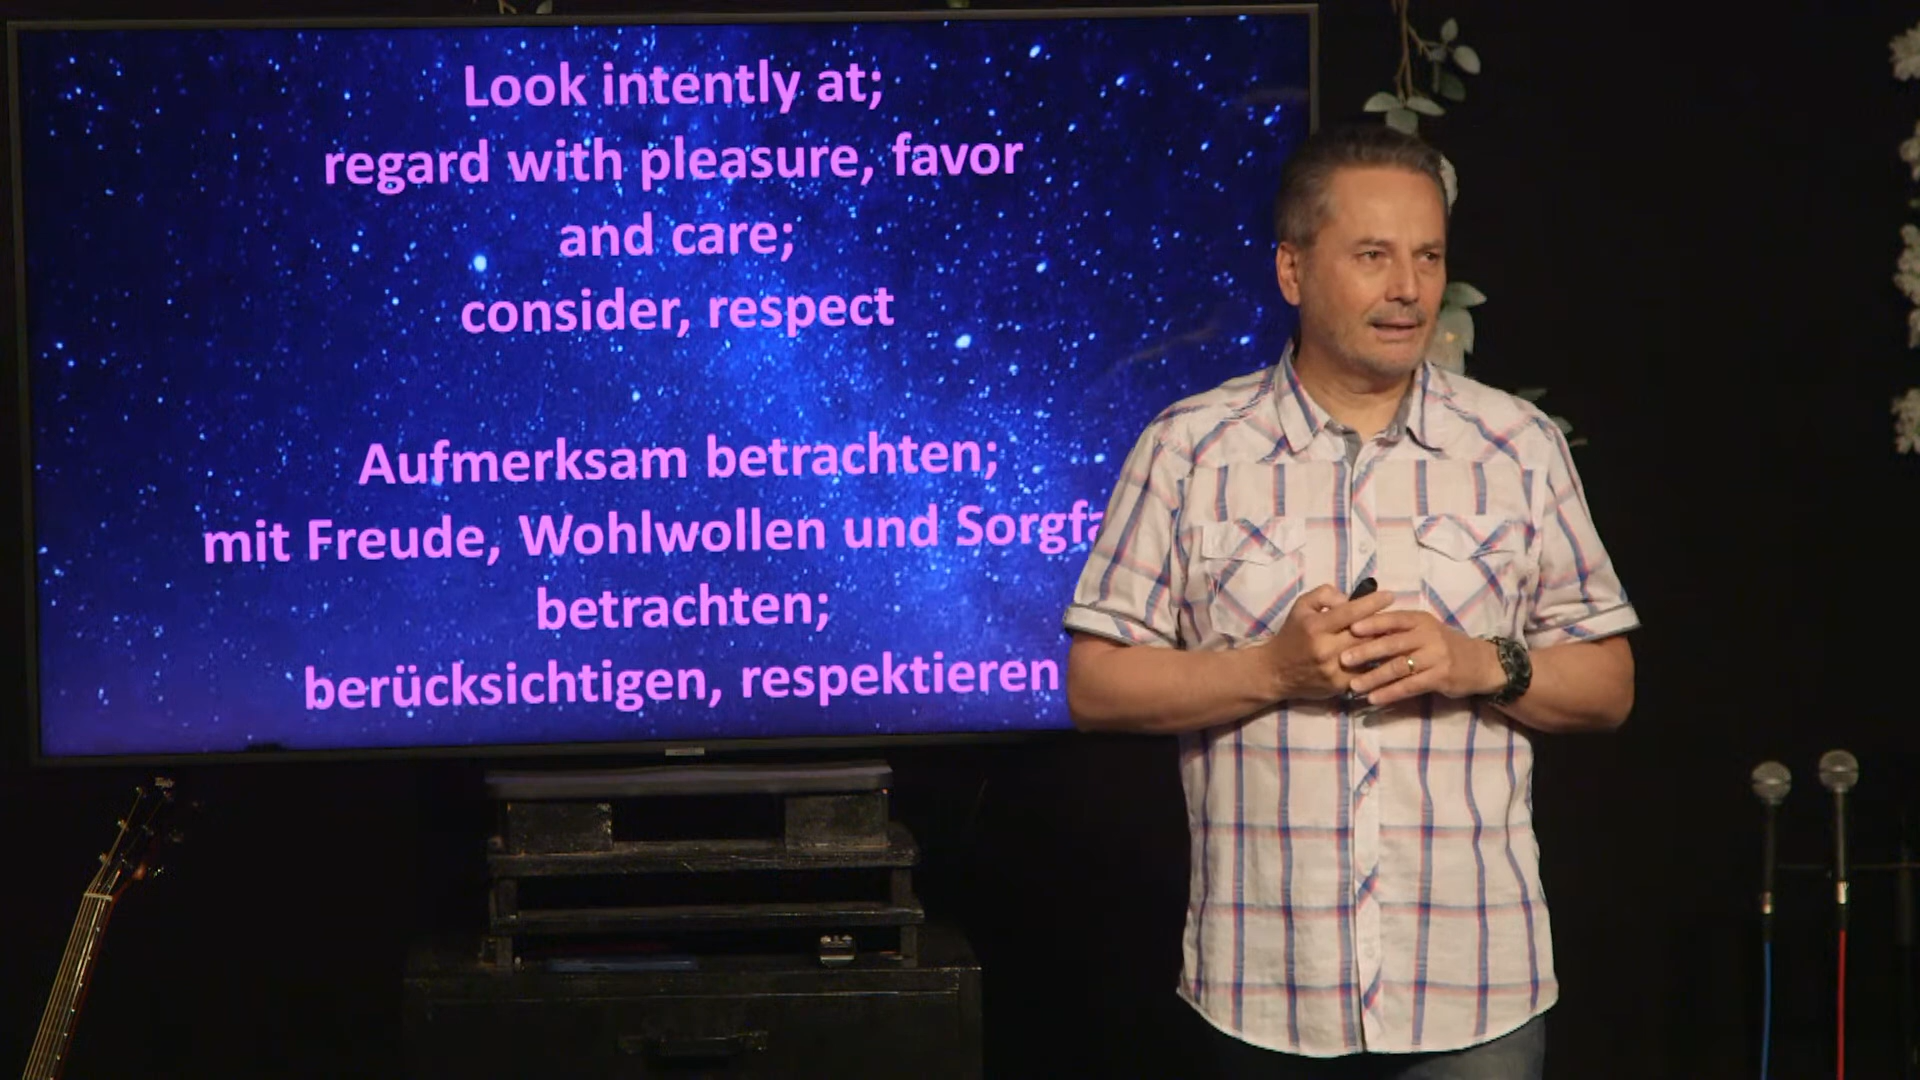 Look intently at;
regard with pleasure, favor
and care;
consider, respect
Aufmerksam betrachten;
mit Freude, Wohlwollen und
betrachten;
berücksichtigen, respektieren